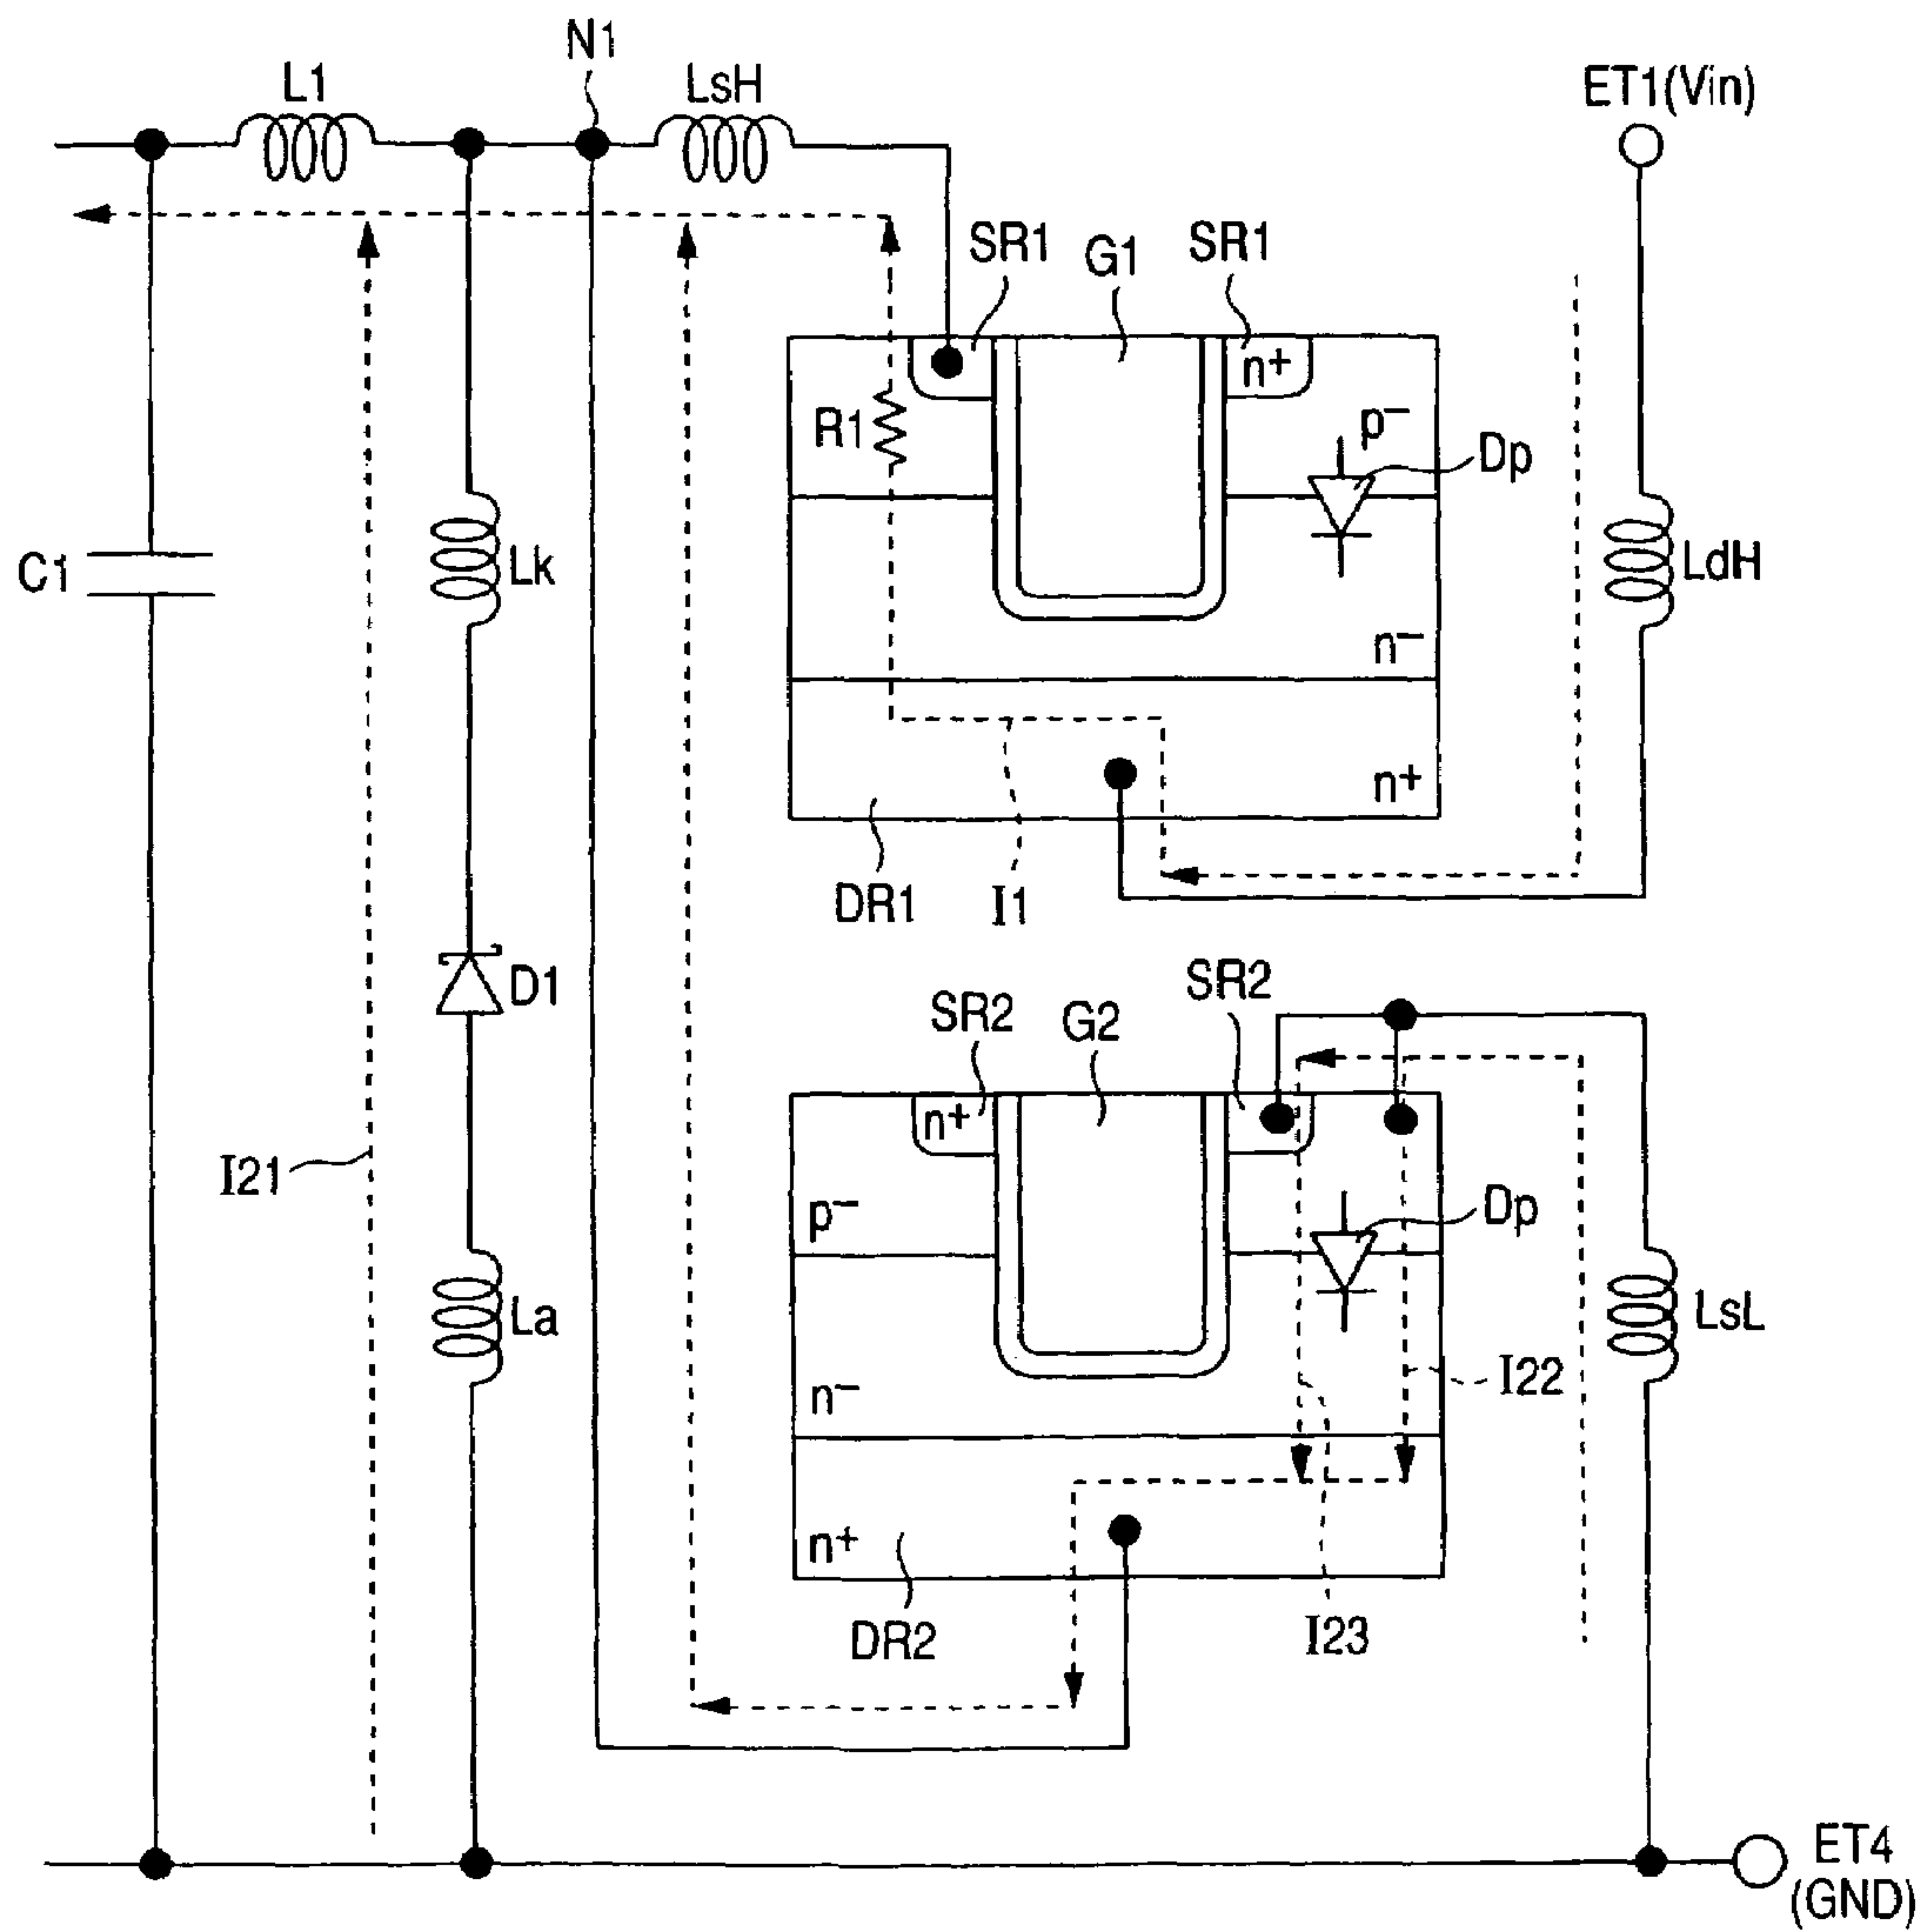 N1
L1
LsH
ET1(Vin)
SR1
G1
SR1
n+
R1
p−
Dp
C1
Lk
LdH
n−
n+
DR1
I1
D1
SR2
SR2
G2
n+
I21
p−
Dp
La
LsL
n−
I22
n+
DR2
I23
ET4
(GND)